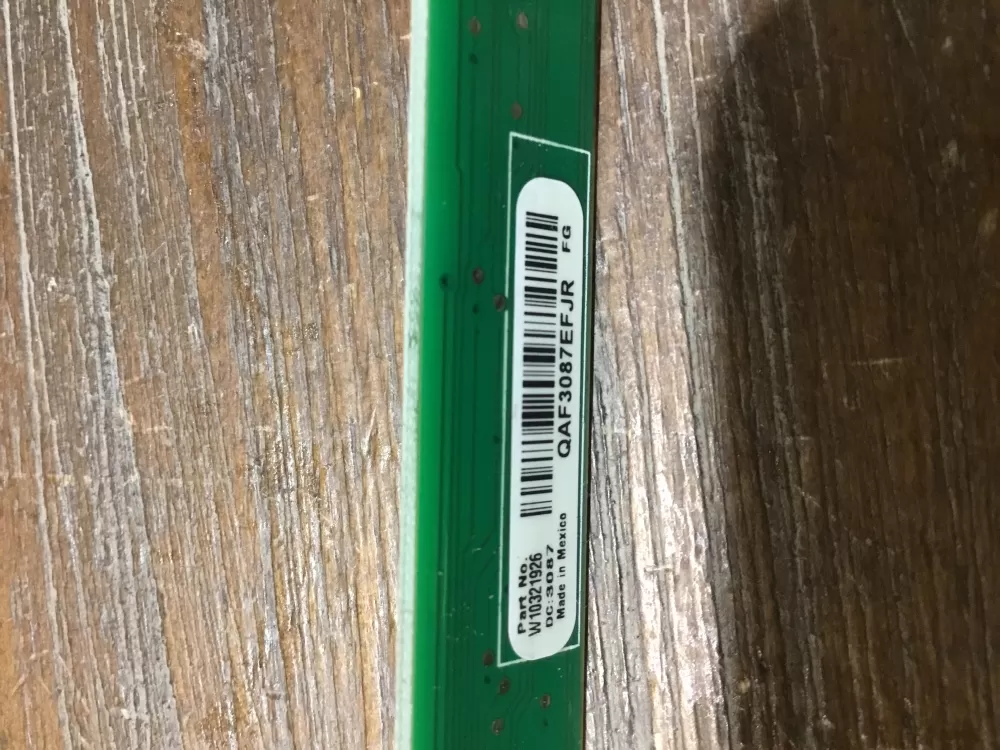 Part No.
W10321926
DC:3087
Made in Mexico
QAF3087EFJR FG